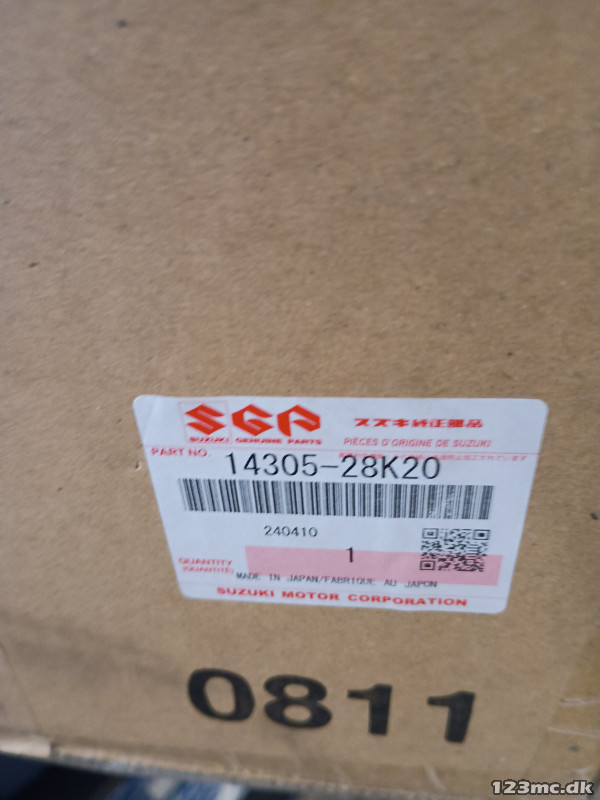 SGP スズキ純正部品
SUZUKI GENUINE PARTS PIÈCES D'ORIGINE DE SUZUKI
PART NO. 14305-28K20
240410
QUANTITY 1
(QUANTITÉ)
MADE IN JAPAN/FABRIQUE AU JAPON
SUZUKI MOTOR CORPORATION
0811
123mc.dk